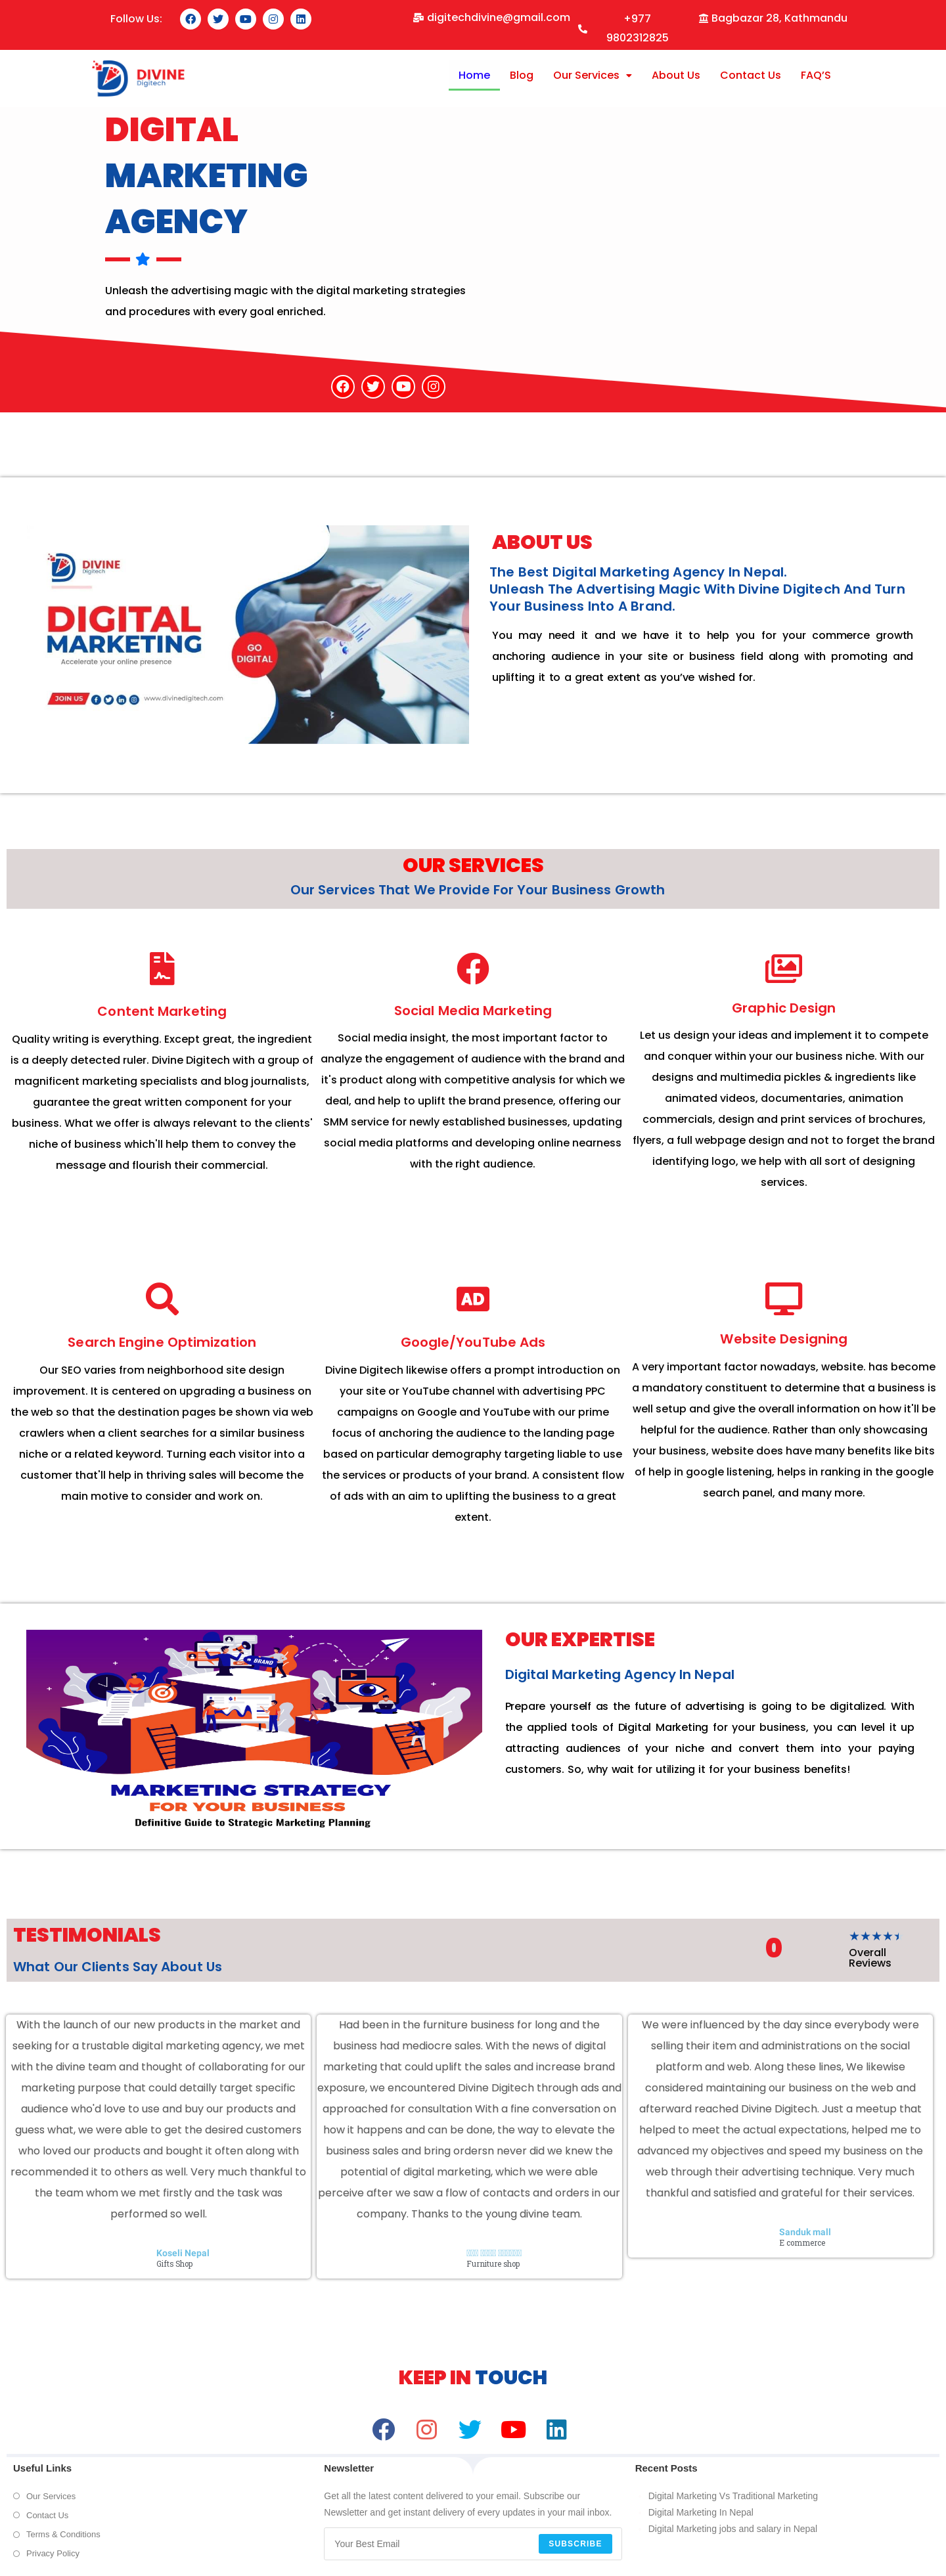 Follow Us:
digitechdivine@gmail.com
+977
9802312825
Bagbazar 28, Kathmandu
DIVINE
Digitech
Home Blog Our Services About Us Contact Us FAQ'S
DIGITAL
MARKETING
AGENCY
Unleash the advertising magic with the digital marketing strategies
and procedures with every goal enriched.
DIVINE
Digitech
DIGITAL
MARKETING
Accelerate your online presence
GO
DIGITAL
JOIN US
www.divinedigitech.com
ABOUT US
The Best Digital Marketing Agency In Nepal.
Unleash The Advertising Magic With Divine Digitech And Turn
Your Business Into A Brand.
You may need it and we have it to help you for your commerce growth
anchoring audience in your site or business field along with promoting and
uplifting it to a great extent as you've wished for.
OUR SERVICES
Our Services That We Provide For Your Business Growth
Content Marketing
Quality writing is everything. Except great, the ingredient
is a deeply detected ruler. Divine Digitech with a group of
magnificent marketing specialists and blog journalists,
guarantee the great written component for your
business. What we offer is always relevant to the clients'
niche of business which'll help them to convey the
message and flourish their commercial.
Social Media Marketing
Social media insight, the most important factor to
analyze the engagement of audience with the brand and
it's product along with competitive analysis for which we
deal, and help to uplift the brand presence, offering our
SMM service for newly established businesses, updating
social media platforms and developing online nearness
with the right audience.
Graphic Design
Let us design your ideas and implement it to compete
and conquer within your our business niche. With our
designs and multimedia pickles & ingredients like
animated videos, documentaries, animation
commercials, design and print services of brochures,
flyers, a full webpage design and not to forget the brand
identifying logo, we help with all sort of designing
services.
Search Engine Optimization
Our SEO varies from neighborhood site design
improvement. It is centered on upgrading a business on
the web so that the destination pages be shown via web
crawlers when a client searches for a similar business
niche or a related keyword. Turning each visitor into a
customer that'll help in thriving sales will become the
main motive to consider and work on.
AD
Google/YouTube Ads
Divine Digitech likewise offers a prompt introduction on
your site or YouTube channel with advertising PPC
campaigns on Google and YouTube with our prime
focus of anchoring the audience to the landing page
based on particular demography targeting liable to use
the services or products of your brand. A consistent flow
of ads with an aim to uplifting the business to a great
extent.
Website Designing
A very important factor nowadays, website. has become
a mandatory constituent to determine that a business is
well setup and give the overall information on how it'll be
helpful for the audience. Rather than only showcasing
your business, website does have many benefits like bits
of help in google listening, helps in ranking in the google
search panel, and many more.
MARKETING STRATEGY
FOR YOUR BUSINESS
Definitive Guide to Strategic Marketing Planning
OUR EXPERTISE
Digital Marketing Agency In Nepal
Prepare yourself as the future of advertising is going to be digitalized. With
the applied tools of Digital Marketing for your business, you can level it up
attracting audiences of your niche and convert them into your paying
customers. So, why wait for utilizing it for your business benefits!
TESTIMONIALS
What Our Clients Say About Us
0
Overall
Reviews
With the launch of our new products in the market and
seeking for a trustable digital marketing agency, we met
with the divine team and thought of collaborating for our
marketing purpose that could detailly target specific
audience who'd love to use and buy our products and
guess what, we were able to get the desired customers
who loved our products and bought it often along with
recommended it to others as well. Very much thankful to
the team whom we met firstly and the task was
performed so well.
Koseli Nepal
Gifts Shop
Had been in the furniture business for long and the
business had mediocre sales. With the news of digital
marketing that could uplift the sales and increase brand
exposure, we encountered Divine Digitech through ads and
approached for consultation With a fine conversation on
how it happens and can be done, the way to elevate the
business sales and bring ordersn never did we knew the
potential of digital marketing, which we were able
perceive after we saw a flow of contacts and orders in our
company. Thanks to the young divine team.
Furniture shop
We were influenced by the day since everybody were
selling their item and administrations on the social
platform and web. Along these lines, We likewise
considered maintaining our business on the web and
afterward reached Divine Digitech. Just a meetup that
helped to meet the actual expectations, helped me to
advanced my objectives and speed my business on the
web through their advertising technique. Very much
thankful and satisfied and grateful for their services.
Sanduk mall
E commerce
KEEP IN TOUCH
Useful Links
Our Services
Contact Us
Terms & Conditions
Privacy Policy
Newsletter
Get all the latest content delivered to your email. Subscribe our
Newsletter and get instant delivery of every updates in your mail inbox.
Your Best Email
SUBSCRIBE
Recent Posts
Digital Marketing Vs Traditional Marketing
Digital Marketing In Nepal
Digital Marketing jobs and salary in Nepal